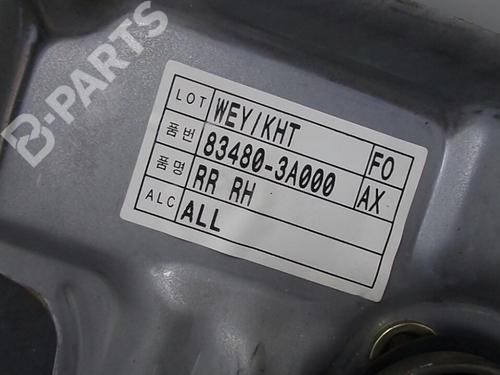 B-PARTS
LOT WEY/KHT
품번 83480-3A000 FO
품명 RR RH AX
ALC ALL